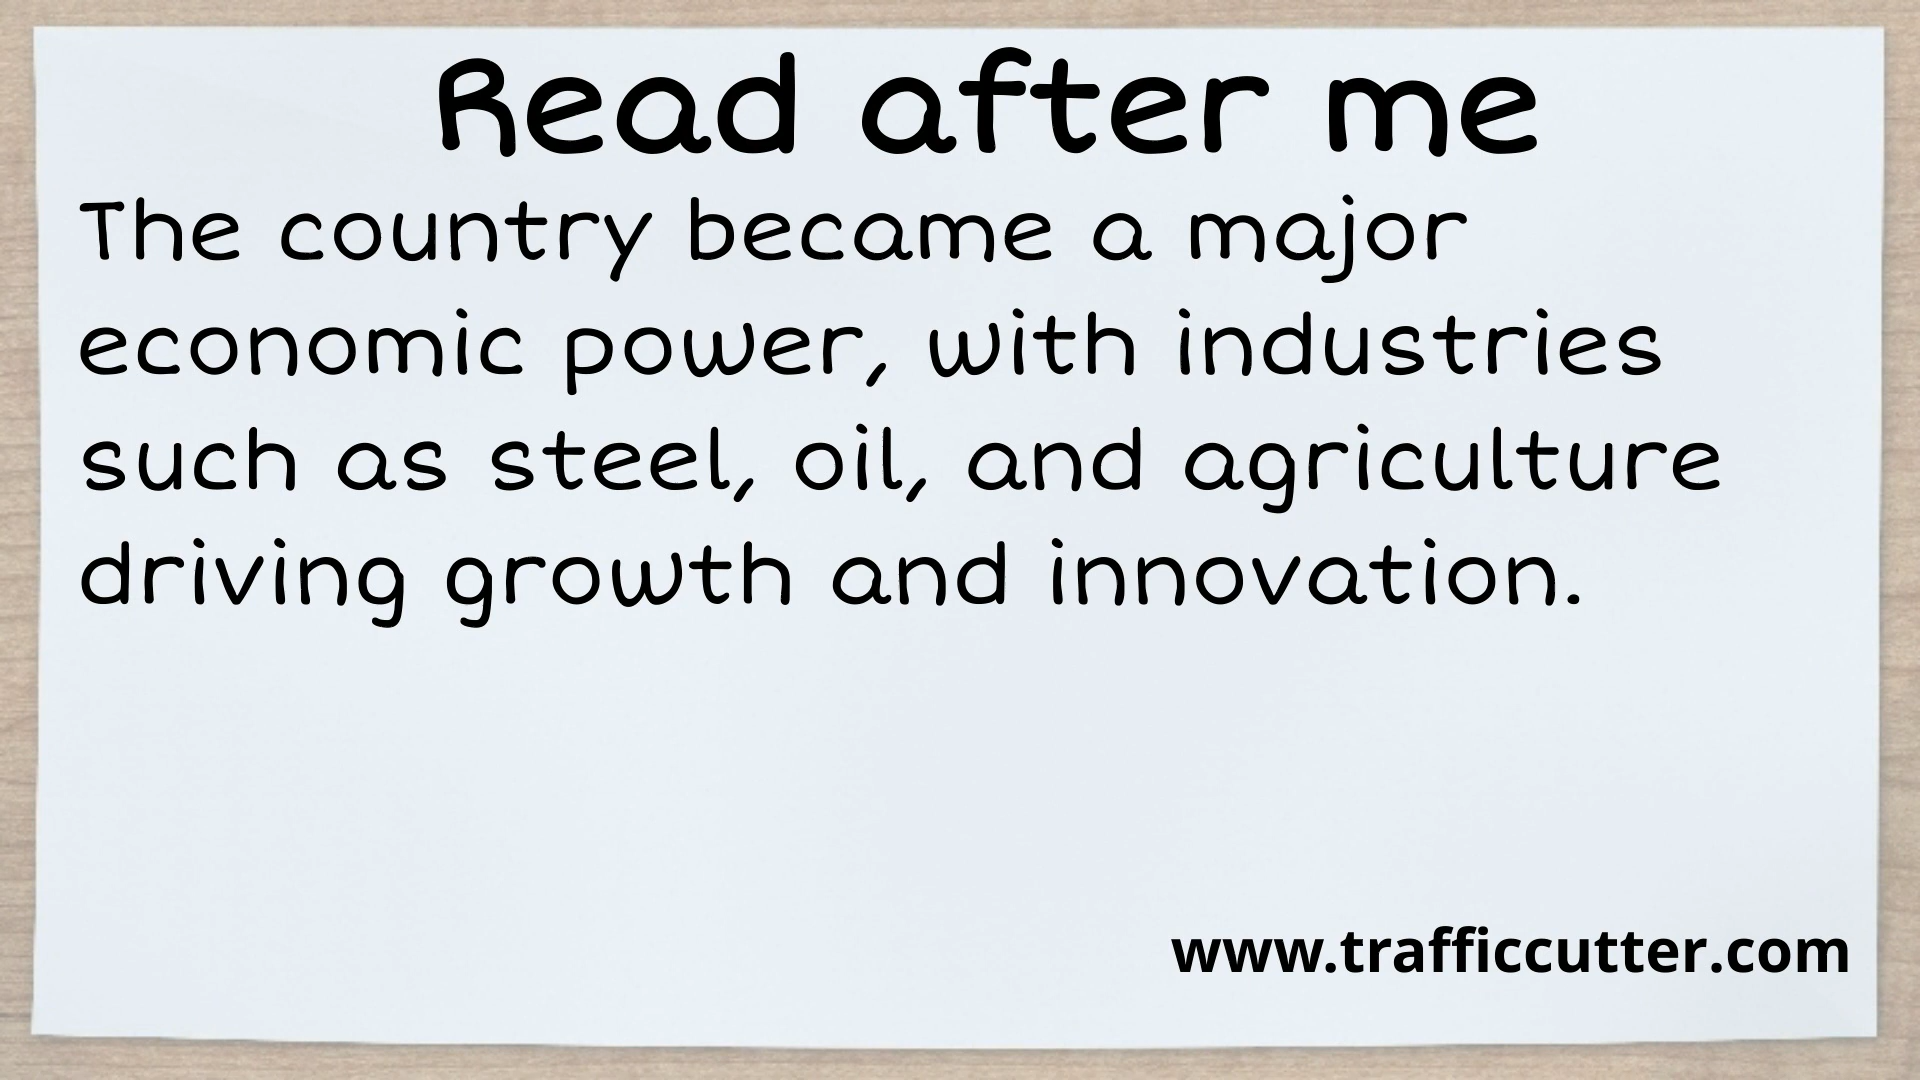 Read after me
The country became a major
economic power, with industries
such as steel, oil, and agriculture
driving growth and innovation.
www.trafficcutter.com